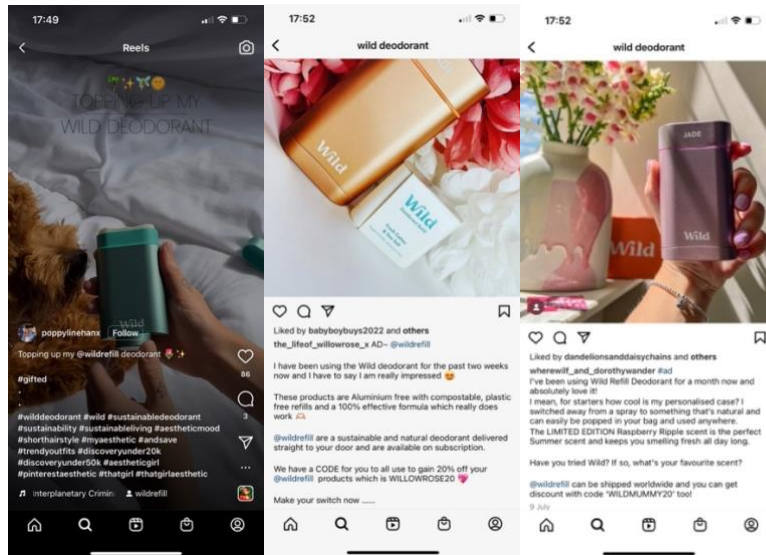 17:49
Reels
TOPPING UP MY
WILD DEODORANT
Wild
poppylinehanx Follow
Topping up my @wildrefill deodorant
#gifted
.
.
#wilddeodorant #wild #sustainabledeodorant
#sustainability #sustainableliving #aestheticmood
#shorthairstyle #myaesthetic #andsave
#trendyoutfits #discoverunder20k
#discoveryunder50k #aestheticgirl
#pinterestaesthetic #thatgirl #thatgirlaesthetic
86
3
Interplanetary Crimin wildrefill
17:52
wild deodorant
JADE
Wild
Wild
Deodorant Refill
Liked by babyboybuys2022 and others
the_lifeof_willowrose_x AD~ @wildrefill
I have been using the Wild deodorant for the past two weeks
now and I have to say I am really impressed 😍
These products are Aluminium free with compostable, plastic
free refills and a 100% effective formula which really does
work
@wildrefill are a sustainable and natural deodorant delivered
straight to your door and are available on subscription.
We have a CODE for you to all use to gain 20% off your
@wildrefill products which is WILLOWROSE20 💖
Make your switch now ......
17:52
wild deodorant
JADE
Wild
Wild
Liked by dandelionsanddaisychains and others
wherewilf_and_dorothywander #ad
I've been using Wild Refill Deodorant for a month now and
absolutely love it!
I mean, for starters how cool is my personalised case? I
switched away from a spray to something that's natural and
can easily be popped in your bag and used anywhere.
The LIMITED EDITION Raspberry Ripple scent is the perfect
Summer scent and keeps you smelling fresh all day long.
Have you tried Wild? If so, what's your favourite scent?
@wildrefill can be shipped worldwide and you can get
discount with code 'WILDMUMMY20' too!
9 July